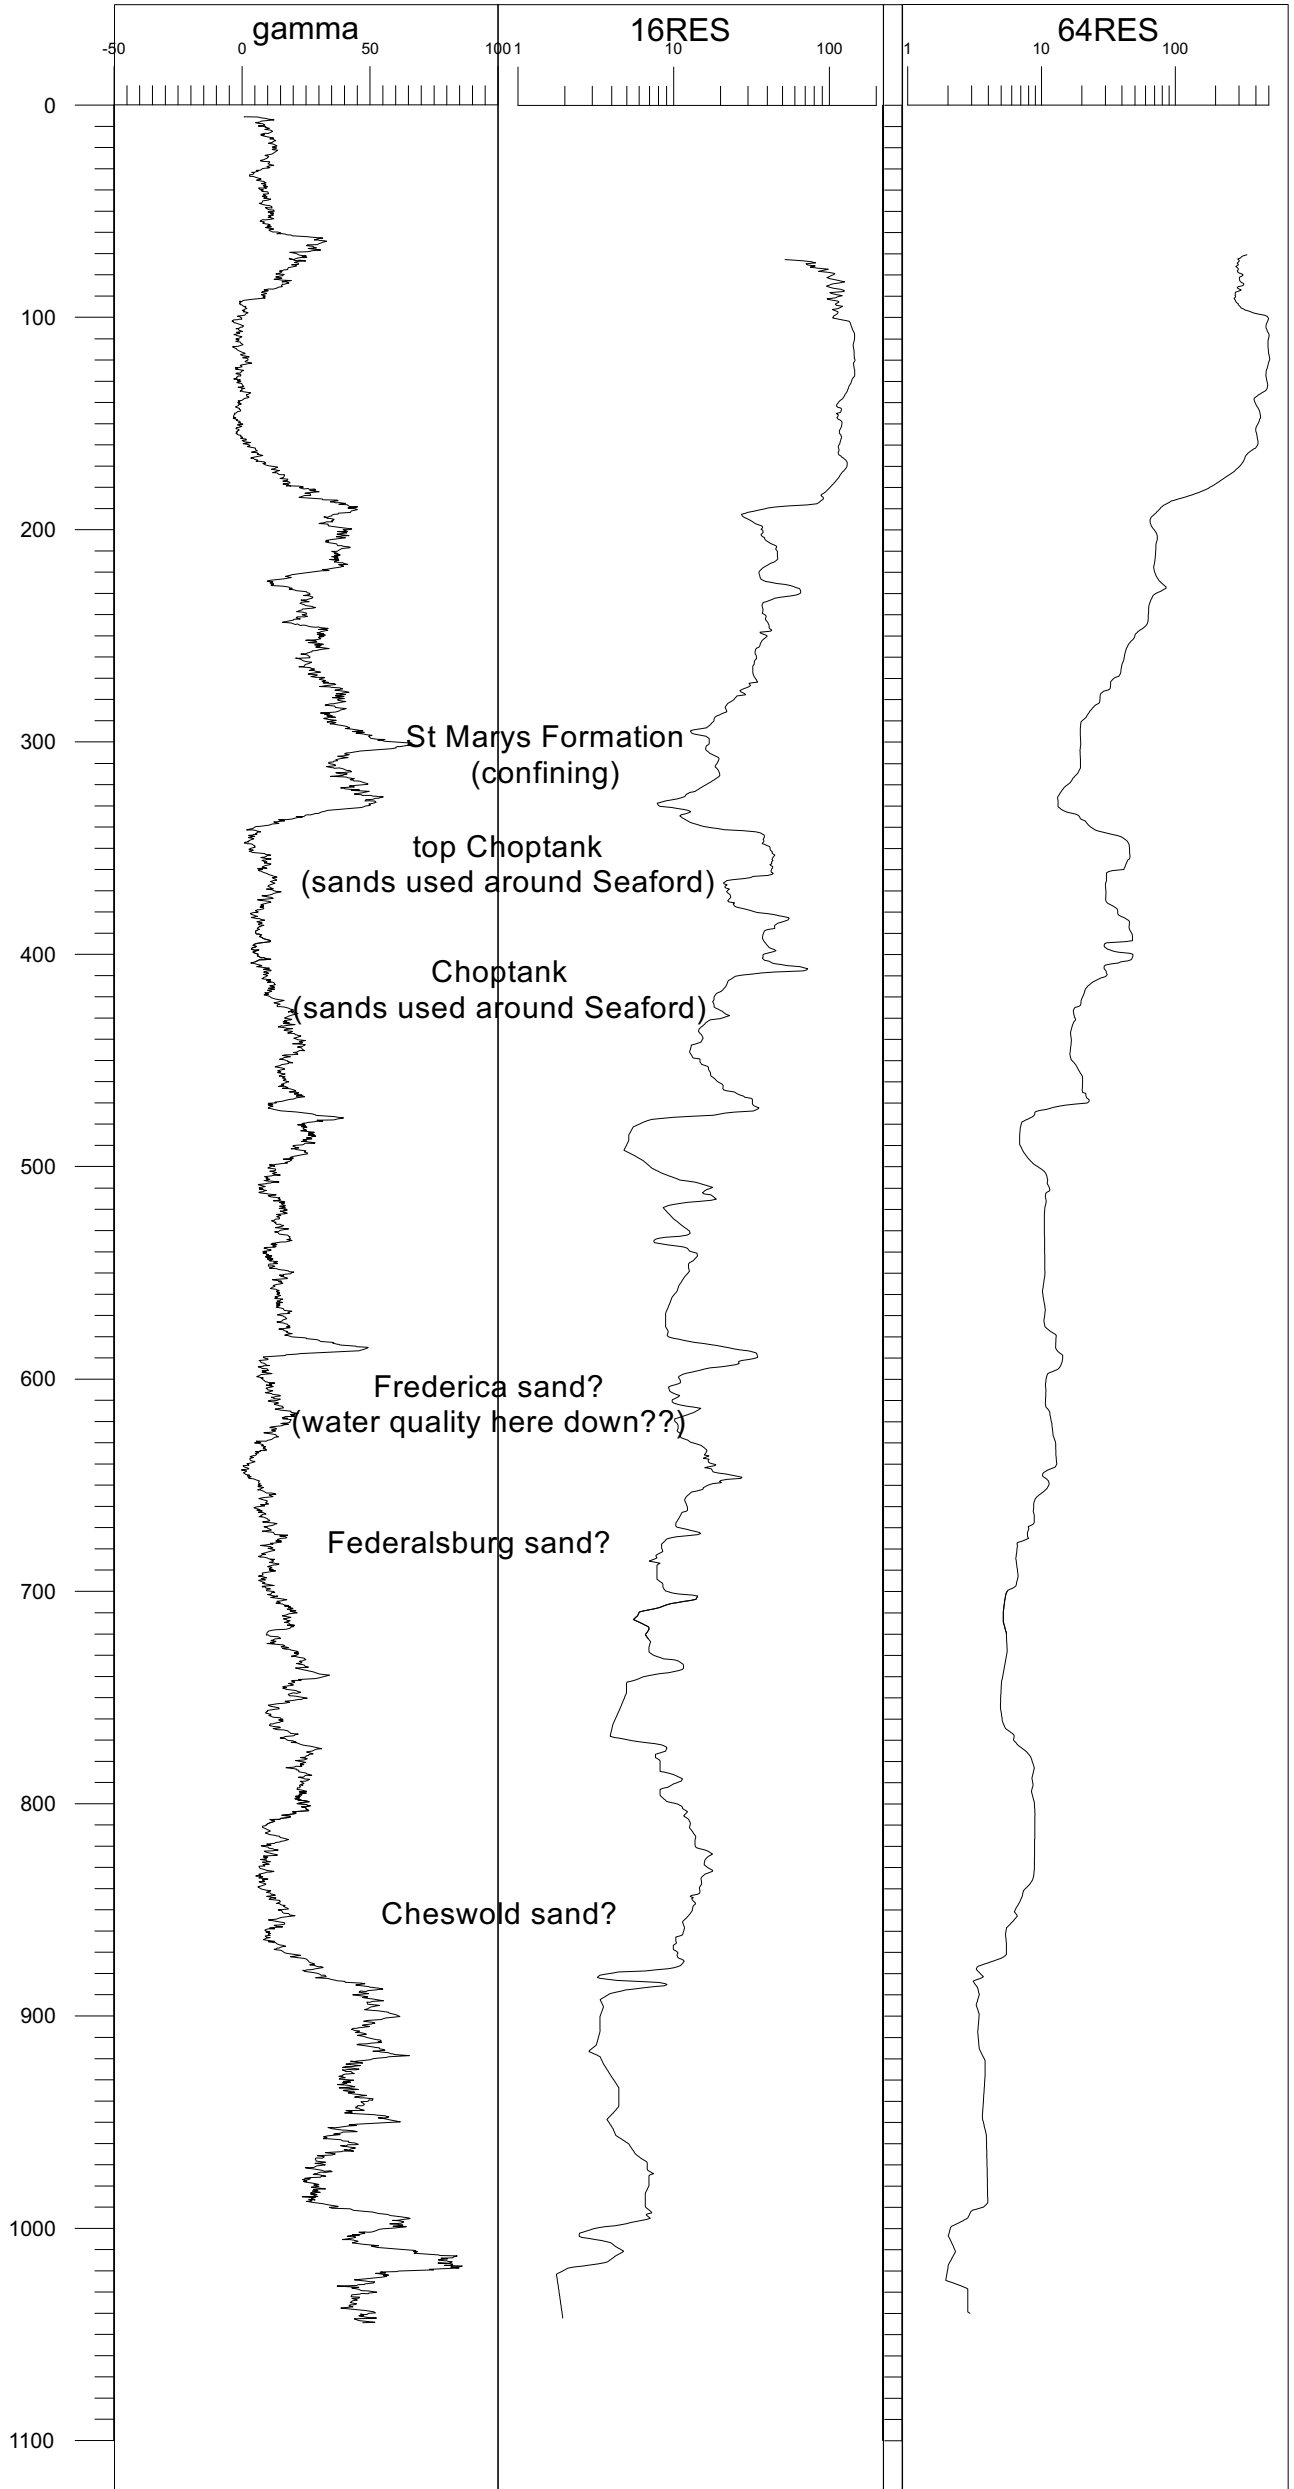 gamma 16RES 64RES
-50 0 50 100 1 10 100 1 10 100
0
100
200
300
St Marys Formation
(confining)
top Choptank
(sands used around Seaford)
400
Choptank
(sands used around Seaford)
500
600
Frederica sand?
(water quality here down??)
Federalsburg sand?
700
800
Cheswold sand?
900
1000
1100